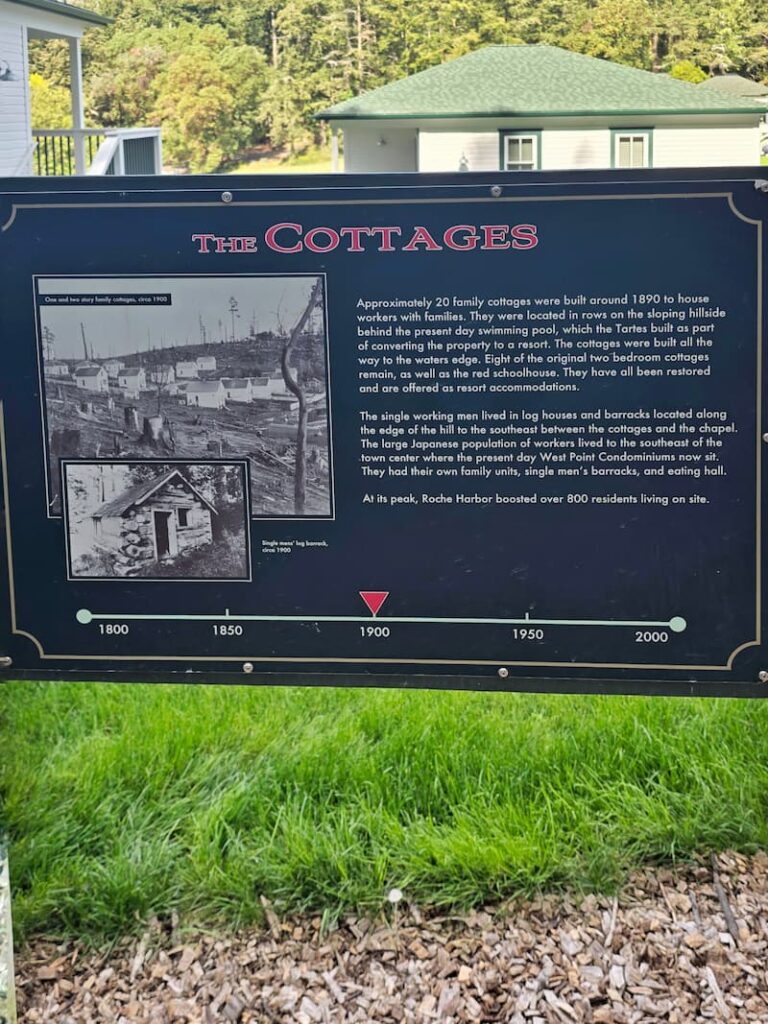 THE COTTAGES
One and two story family cottages, circa 1900
Approximately 20 family cottages were built around 1890 to house
workers with families. They were located in rows on the sloping hillside
behind the present day swimming pool, which the Tartes built as part
of converting the property to a resort. The cottages were built all the
way to the waters edge. Eight of the original two bedroom cottages
remain, as well as the red schoolhouse. They have all been restored
and are offered as resort accommodations.
The single working men lived in log houses and barracks located along
the edge of the hill to the southeast between the cottages and the chapel.
The large Japanese population of workers lived to the southeast of the
town center where the present day West Point Condominiums now sit.
They had their own family units, single men's barracks, and eating hall.
At its peak, Roche Harbor boosted over 800 residents living on site.
Single mens' log barrack,
circa 1900
1800 1850 1900 1950 2000